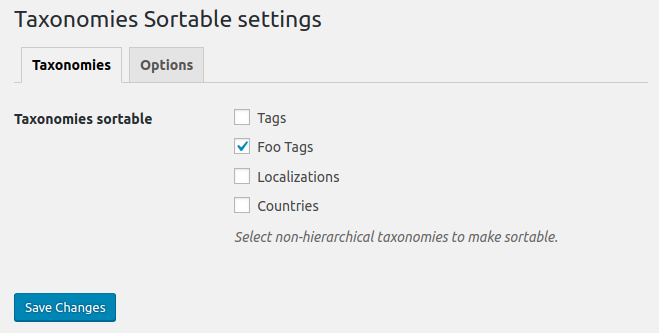 Taxonomies Sortable settings
Taxonomies Options
Taxonomies sortable
Tags
Foo Tags
Localizations
Countries
Select non-hierarchical taxonomies to make sortable.
Save Changes